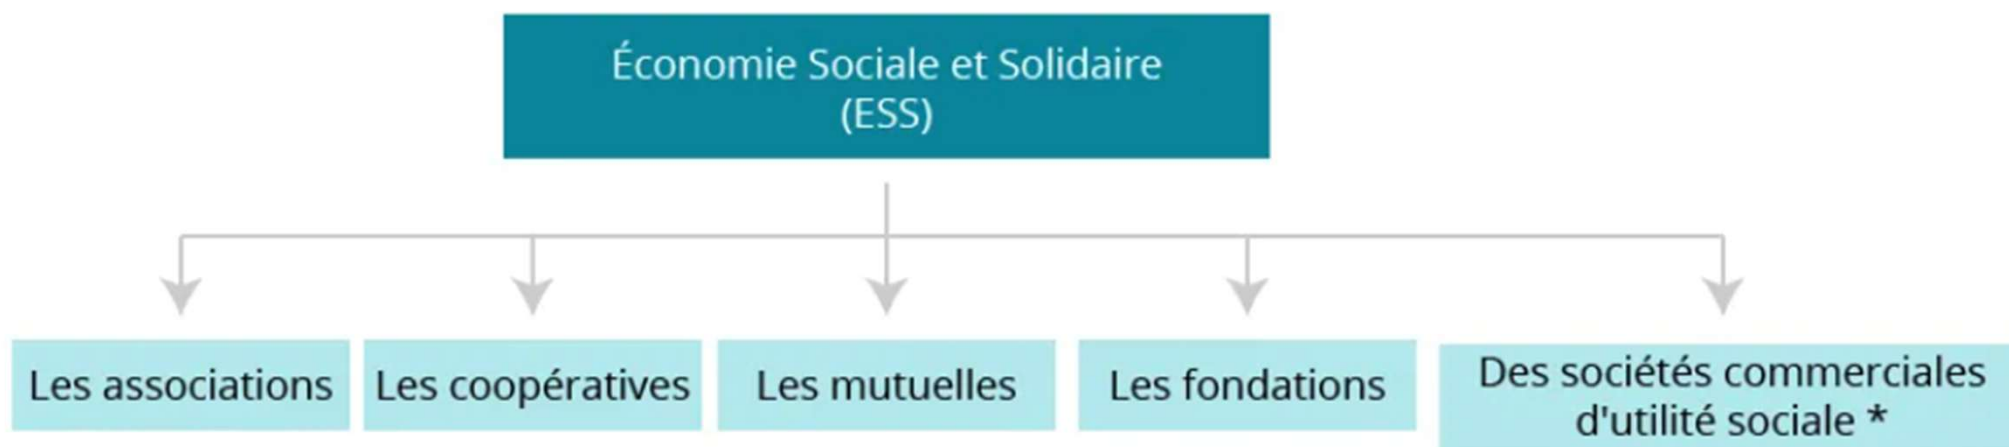 Économie Sociale et Solidaire
(ESS)
Les associations
Les coopératives
Les mutuelles
Les fondations
Des sociétés commerciales
d'utilité sociale *